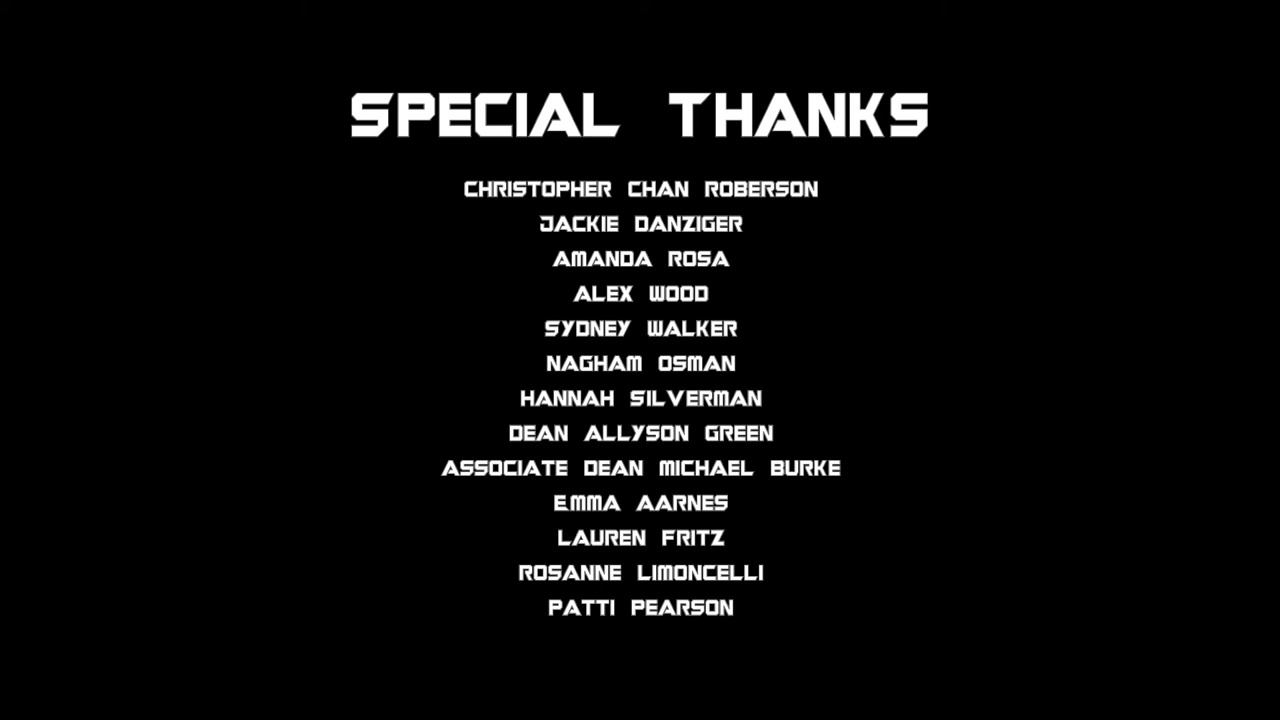 SPECIAL THANKS
CHRISTOPHER CHAN ROBERSON
JACKIE DANZIGER
AMANDA ROSA
ALEX WOOD
SYDNEY WALKER
NAGHAM OSMAN
HANNAH SILVERMAN
DEAN ALLYSON GREEN
ASSOCIATE DEAN MICHAEL BURKE
EMMA AARNES
LAUREN FRITZ
ROSANNE LIMONCELLI
PATTI PEARSON